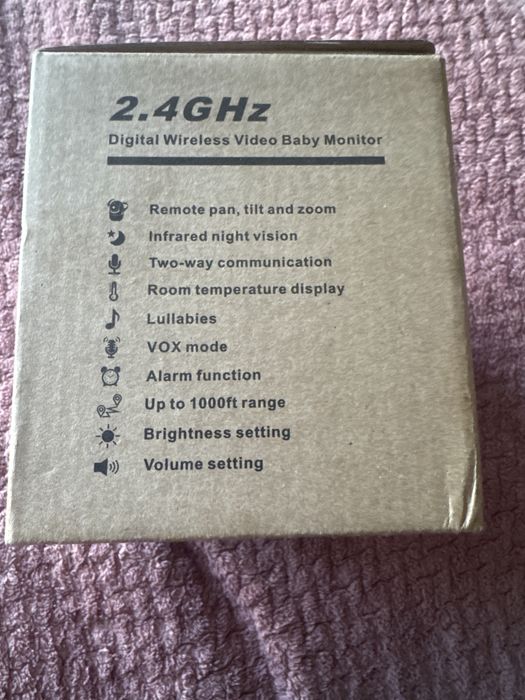 2.4GHz
Digital Wireless Video Baby Monitor
Remote pan, tilt and zoom
Infrared night vision
Two-way communication
Room temperature display
Lullabies
VOX mode
Alarm function
Up to 1000ft range
Brightness setting
Volume setting